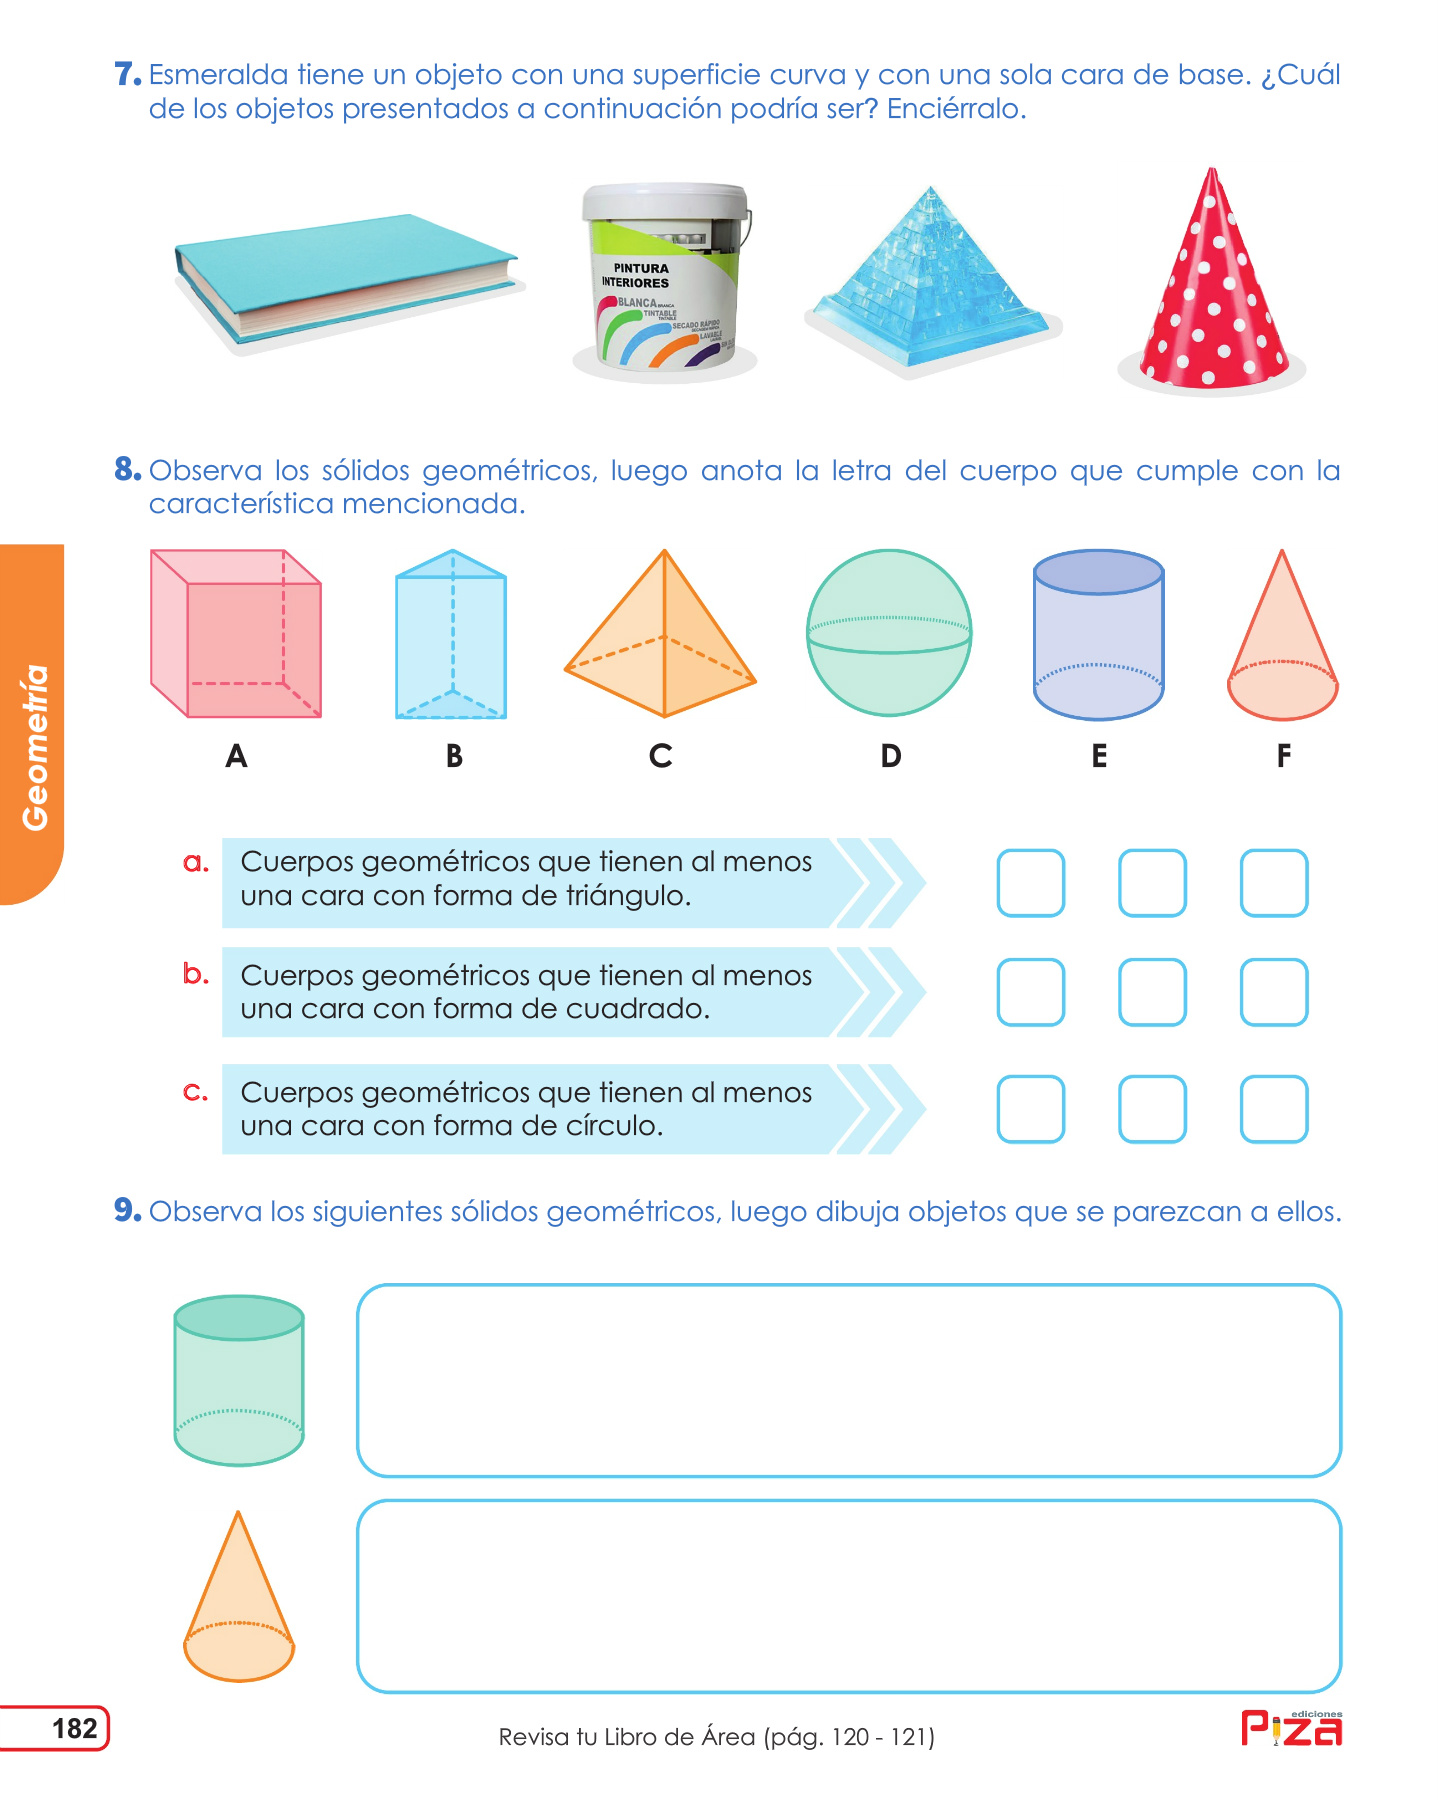 7. Esmeralda tiene un objeto con una superficie curva y con una sola cara de base. ¿Cuál
de los objetos presentados a continuación podría ser? Enciérralo.
PINTURA
INTERIORES
BLANCA
TINTABLE
SECADO RÁPIDO
LAVABLE
8. Observa los sólidos geométricos, luego anota la letra del cuerpo que cumple con la
característica mencionada.
Geometría
A B C D E F
a. Cuerpos geométricos que tienen al menos
una cara con forma de triángulo.
b. Cuerpos geométricos que tienen al menos
una cara con forma de cuadrado.
c. Cuerpos geométricos que tienen al menos
una cara con forma de círculo.
9. Observa los siguientes sólidos geométricos, luego dibuja objetos que se parezcan a ellos.
182
Revisa tu Libro de Área (pág. 120 - 121)
ediciones
Piza